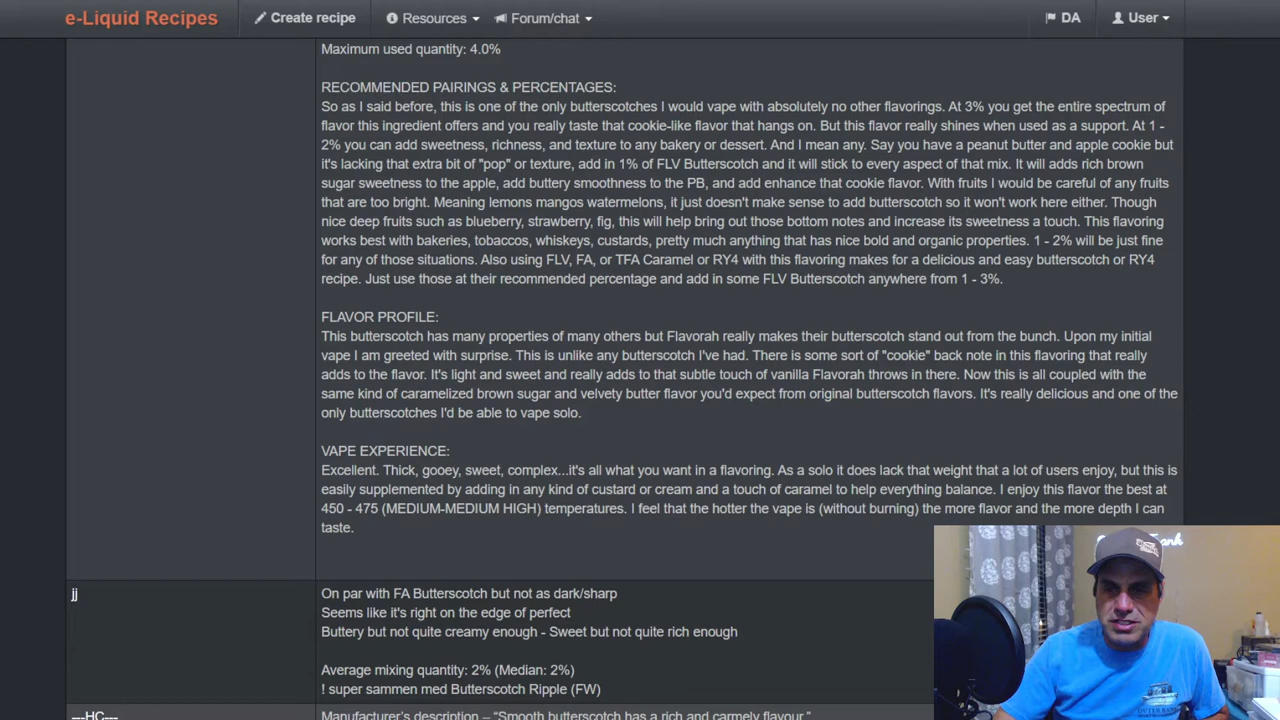 e-Liquid Recipes
Create recipe
Resources
Forum/chat
DA
User
Maximum used quantity: 4.0%
RECOMMENDED PAIRINGS & PERCENTAGES:
So as I said before, this is one of the only butterscotches I would vape with absolutely no other flavorings. At 3% you get the entire spectrum of
flavor this ingredient offers and you really taste that cookie-like flavor that hangs on. But this flavor really shines when used as a support. At 1 -
2% you can add sweetness, richness, and texture to any bakery or dessert. And I mean any. Say you have a peanut butter and apple cookie but
it's lacking that extra bit of "pop" or texture, add in 1% of FLV Butterscotch and it will stick to every aspect of that mix. It will adds rich brown
sugar sweetness to the apple, add buttery smoothness to the PB, and add enhance that cookie flavor. With fruits I would be careful of any fruits
that are too bright. Meaning lemons mangos watermelons, it just doesn't make sense to add butterscotch so it won't work here either. Though
nice deep fruits such as blueberry, strawberry, fig, this will help bring out those bottom notes and increase its sweetness a touch. This flavoring
works best with bakeries, tobaccos, whiskeys, custards, pretty much anything that has nice bold and organic properties. 1 - 2% will be just fine
for any of those situations. Also using FLV, FA, or TFA Caramel or RY4 with this flavoring makes for a delicious and easy butterscotch or RY4
recipe. Just use those at their recommended percentage and add in some FLV Butterscotch anywhere from 1 - 3%.
FLAVOR PROFILE:
This butterscotch has many properties of many others but Flavorah really makes their butterscotch stand out from the bunch. Upon my initial
vape I am greeted with surprise. This is unlike any butterscotch I've had. There is some sort of "cookie" back note in this flavoring that really
adds to the flavor. It's light and sweet and really adds to that subtle touch of vanilla Flavorah throws in there. Now this is all coupled with the
same kind of caramelized brown sugar and velvety butter flavor you'd expect from original butterscotch flavors. It's really delicious and one of the
only butterscotches I'd be able to vape solo.
VAPE EXPERIENCE:
Excellent. Thick, gooey, sweet, complex...it's all what you want in a flavoring. As a solo it does lack that weight that a lot of users enjoy, but this is
easily supplemented by adding in any kind of custard or cream and a touch of caramel to help everything balance. I enjoy this flavor the best at
450 - 475 (MEDIUM-MEDIUM HIGH) temperatures. I feel that the hotter the vape is (without burning) the more flavor and the more depth I can
taste.
jj
On par with FA Butterscotch but not as dark/sharp
Seems like it's right on the edge of perfect
Buttery but not quite creamy enough - Sweet but not quite rich enough
Average mixing quantity: 2% (Median: 2%)
! super sammen med Butterscotch Ripple (FW)
---HC---
Manufacturer's description – "Smooth butterscotch has a rich and carmely flavour."